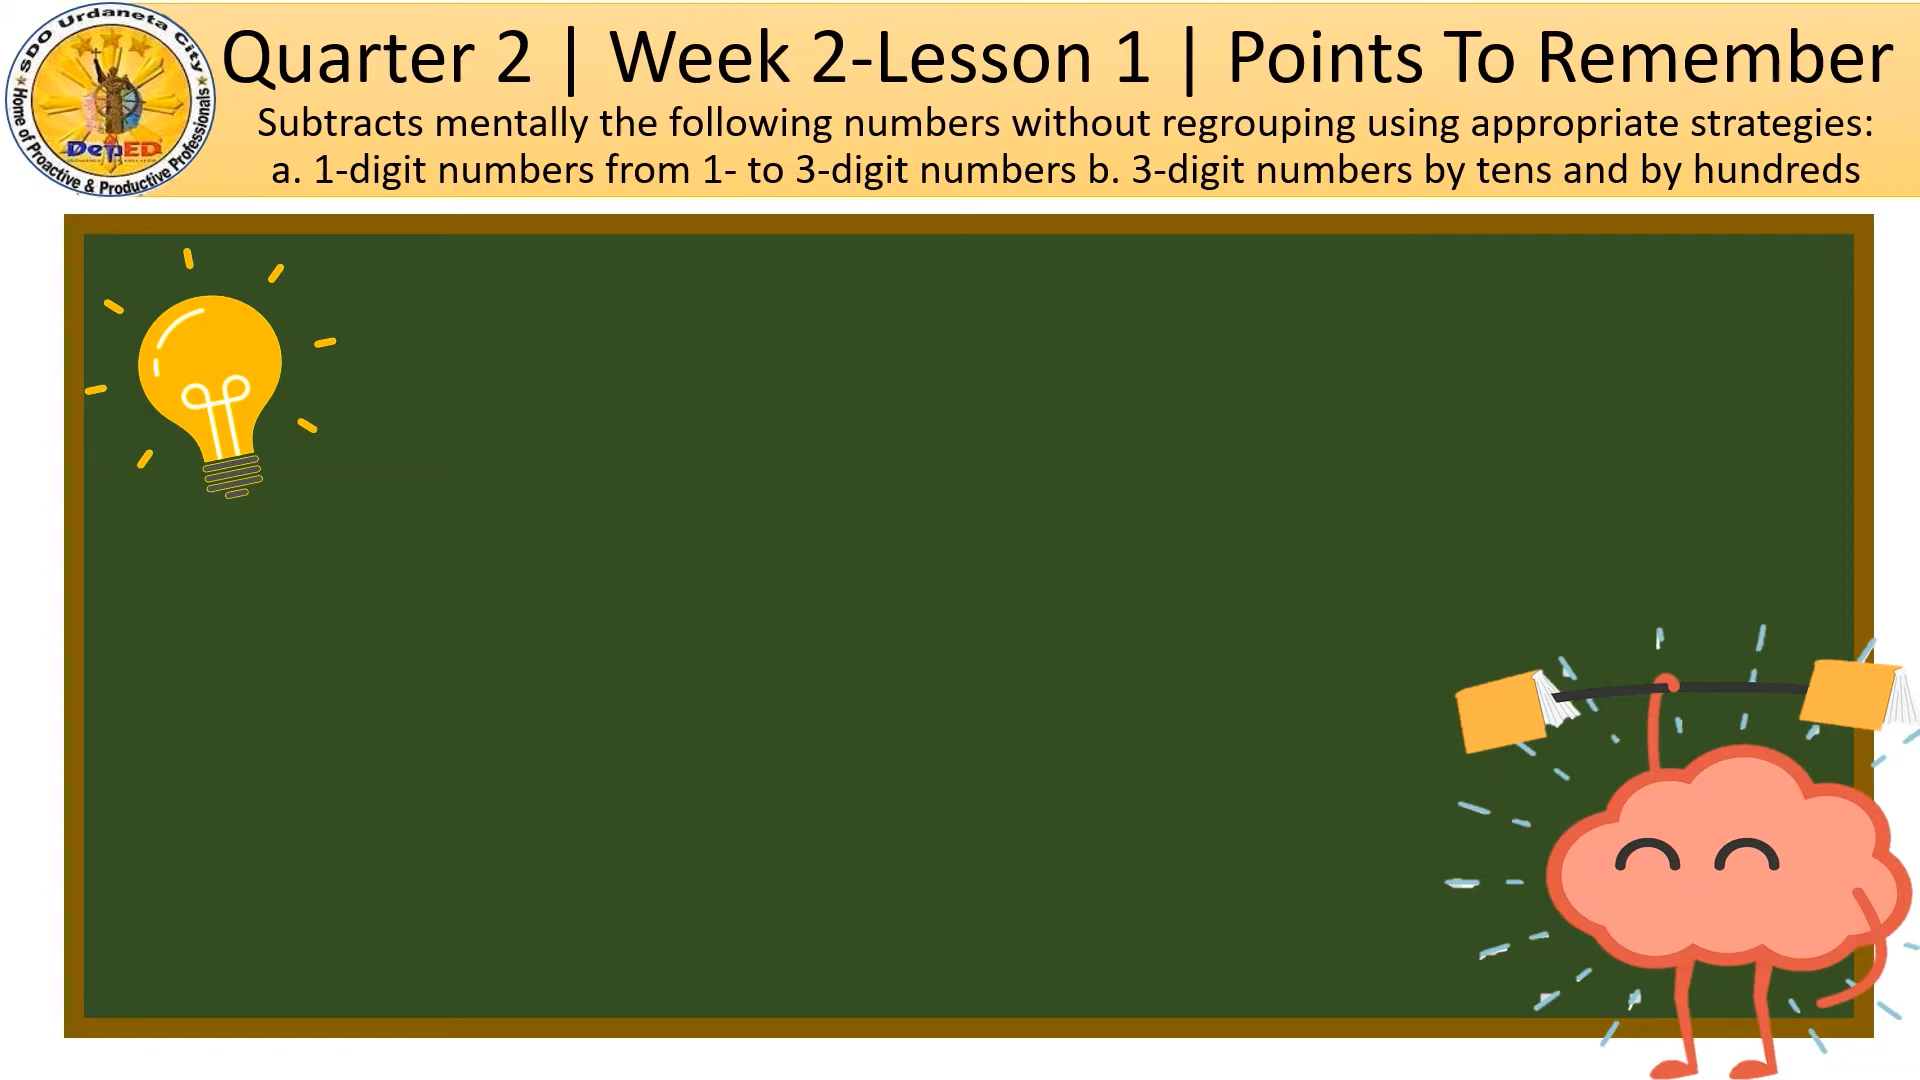 SDO Urdaneta City
Home of Proactive & Productive Professionals
DepED
Quarter 2 | Week 2-Lesson 1 | Points To Remember
Subtracts mentally the following numbers without regrouping using appropriate strategies:
a. 1-digit numbers from 1- to 3-digit numbers b. 3-digit numbers by tens and by hundreds